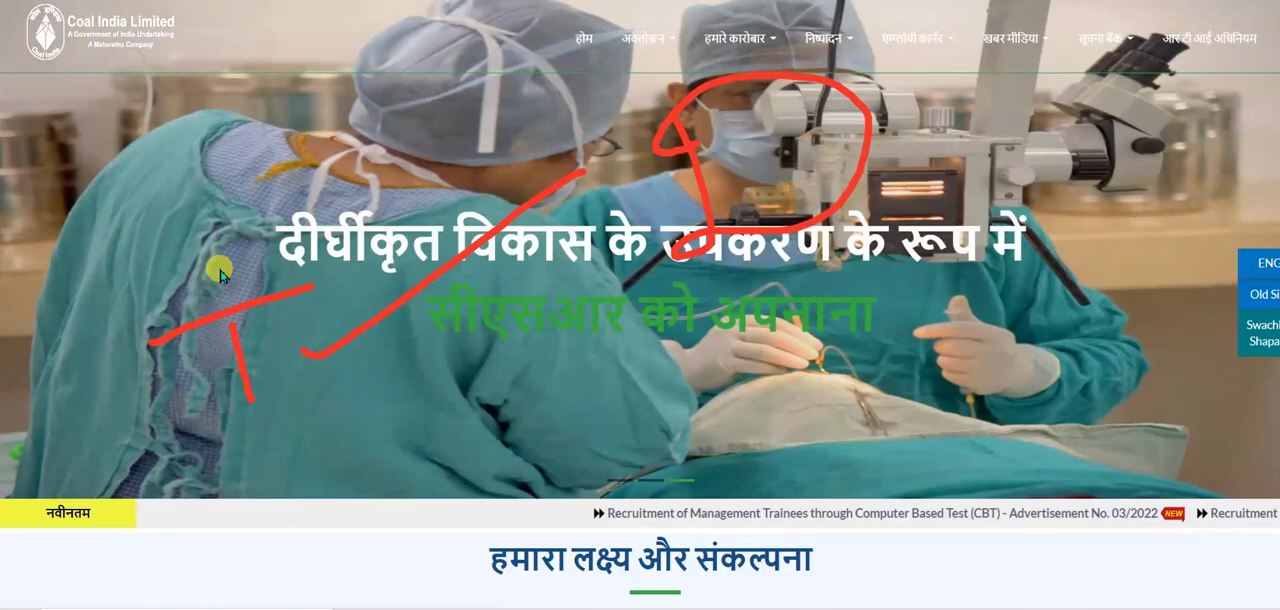 Coal India Limited
A Government of India Undertaking
A Maharatna Company
Coal India
होम
अवलोकन
हमारे कारोबार
निष्पादन
एम्प्लोयी कार्नर
खबर मीडिया
सूचना बैंक
आर टी आई अधिनियम
दीर्घीकृत विकास के उपकरण के रूप में
सीएसआर को अपनाना
ENG
Old Si
Swachh
Shapa
नवीनतम
Recruitment of Management Trainees through Computer Based Test (CBT) - Advertisement No. 03/2022 NEW Recruitment
हमारा लक्ष्य और संकल्पना